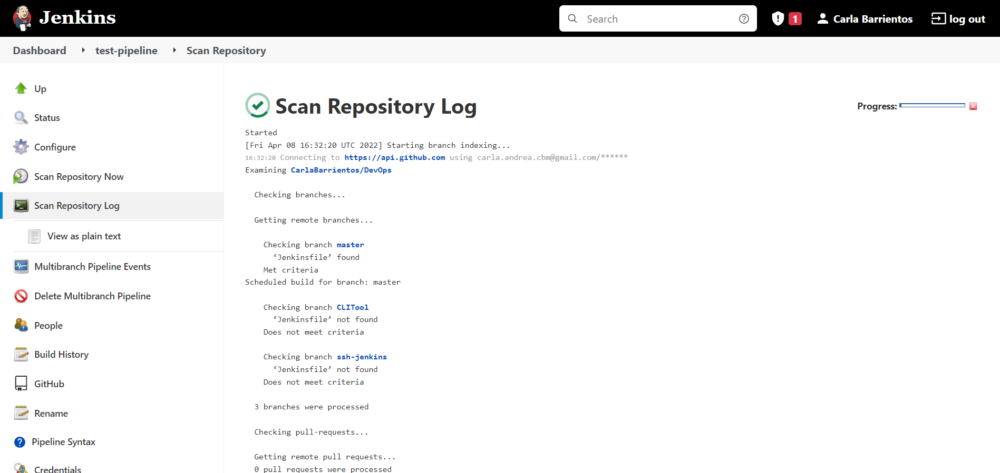 Jenkins
Search
1
Carla Barrientos
log out
Dashboard
test-pipeline
Scan Repository
Up
Status
Configure
Scan Repository Now
Scan Repository Log
View as plain text
Multibranch Pipeline Events
Delete Multibranch Pipeline
People
Build History
GitHub
Rename
Pipeline Syntax
Credentials
Scan Repository Log
Progress:
Started
[Fri Apr 08 16:32:20 UTC 2022] Starting branch indexing...
16:32:20 Connecting to https://api.github.com using carla.andrea.cbm@gmail.com/******
Examining CarlaBarrientos/DevOps
Checking branches...
Getting remote branches...
Checking branch master
‘Jenkinsfile’ found
Met criteria
Scheduled build for branch: master
Checking branch CLITool
‘Jenkinsfile’ not found
Does not meet criteria
Checking branch ssh-jenkins
‘Jenkinsfile’ not found
Does not meet criteria
3 branches were processed
Checking pull-requests...
Getting remote pull requests...
0 pull requests were processed